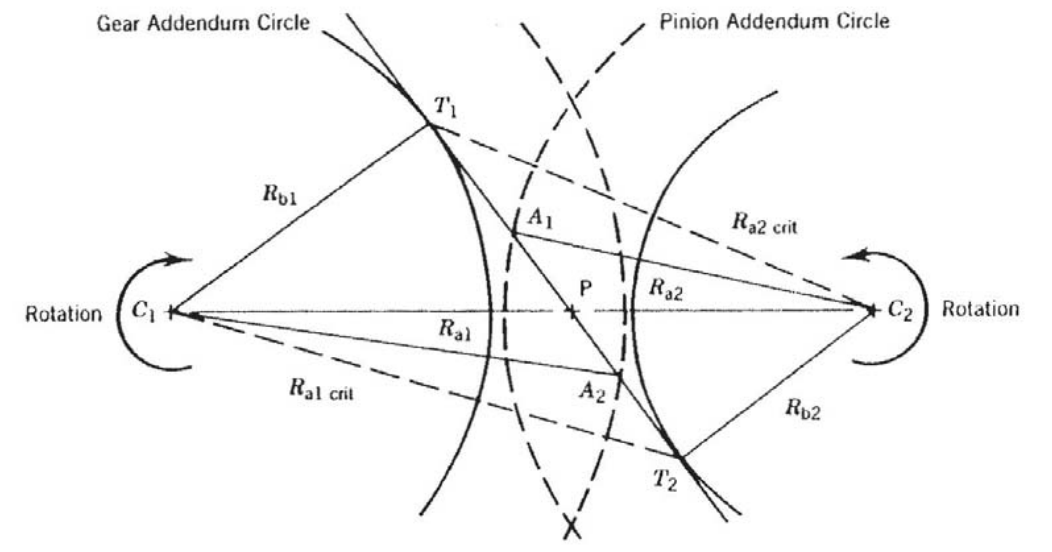 Gear Addendum Circle
Pinion Addendum Circle
T1
Rb1
A1
Ra2 crit
P
Ra2
Rotation
C1
C2
Rotation
Ra1
Ra1 crit
A2
Rb2
T2